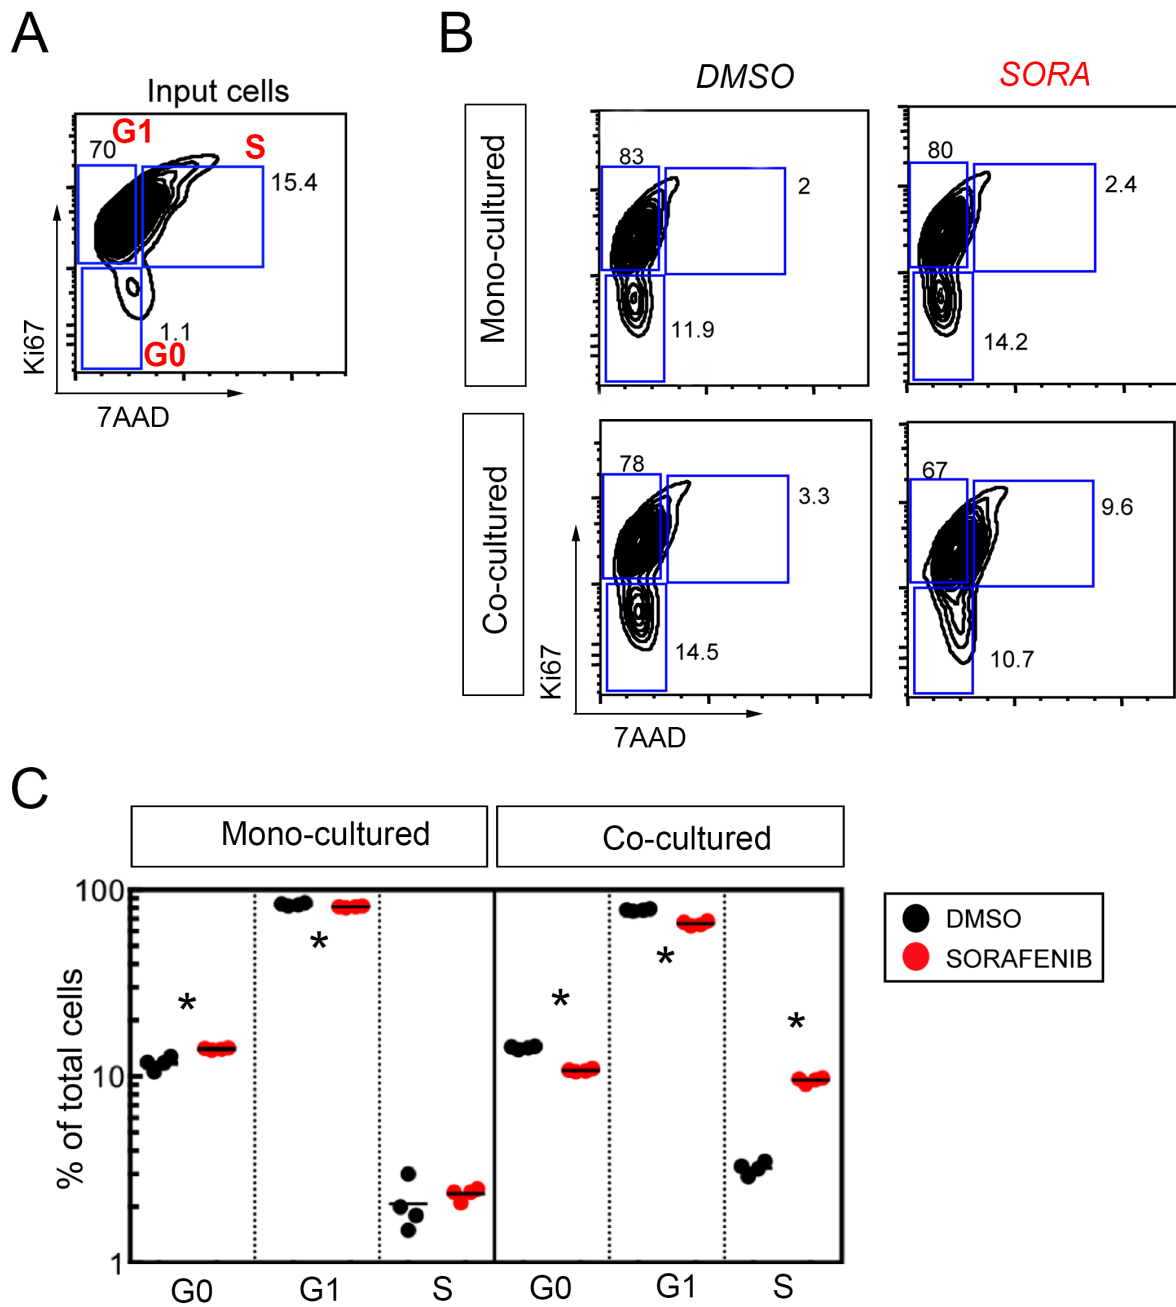 A
B
Input cells
DMSO
SORA
G1
70
S
15.4
1.1
G0
Ki67
7AAD
Mono-cultured
83
2
11.9
80
2.4
14.2
Co-cultured
78
3.3
14.5
67
9.6
10.7
Ki67
7AAD
C
Mono-cultured
Co-cultured
% of total cells
100
10
1
*
*
*
*
*
G0
G1
S
G0
G1
S
DMSO
SORAFENIB